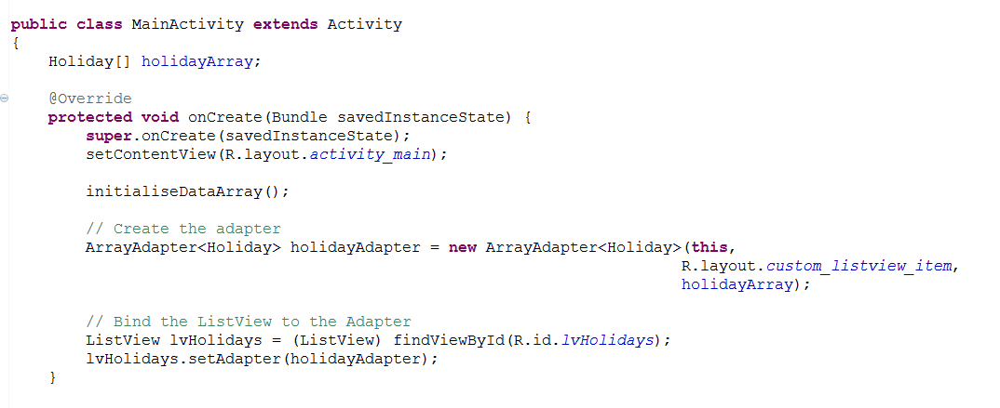 public class MainActivity extends Activity
{
    Holiday[] holidayArray;

    @Override
    protected void onCreate(Bundle savedInstanceState) {
        super.onCreate(savedInstanceState);
        setContentView(R.layout.activity_main);

        initialiseDataArray();

        // Create the adapter
        ArrayAdapter<Holiday> holidayAdapter = new ArrayAdapter<Holiday>(this,
                                                                        R.layout.custom_listview_item,
                                                                        holidayArray);

        // Bind the ListView to the Adapter
        ListView lvHolidays = (ListView) findViewById(R.id.lvHolidays);
        lvHolidays.setAdapter(holidayAdapter);
    }